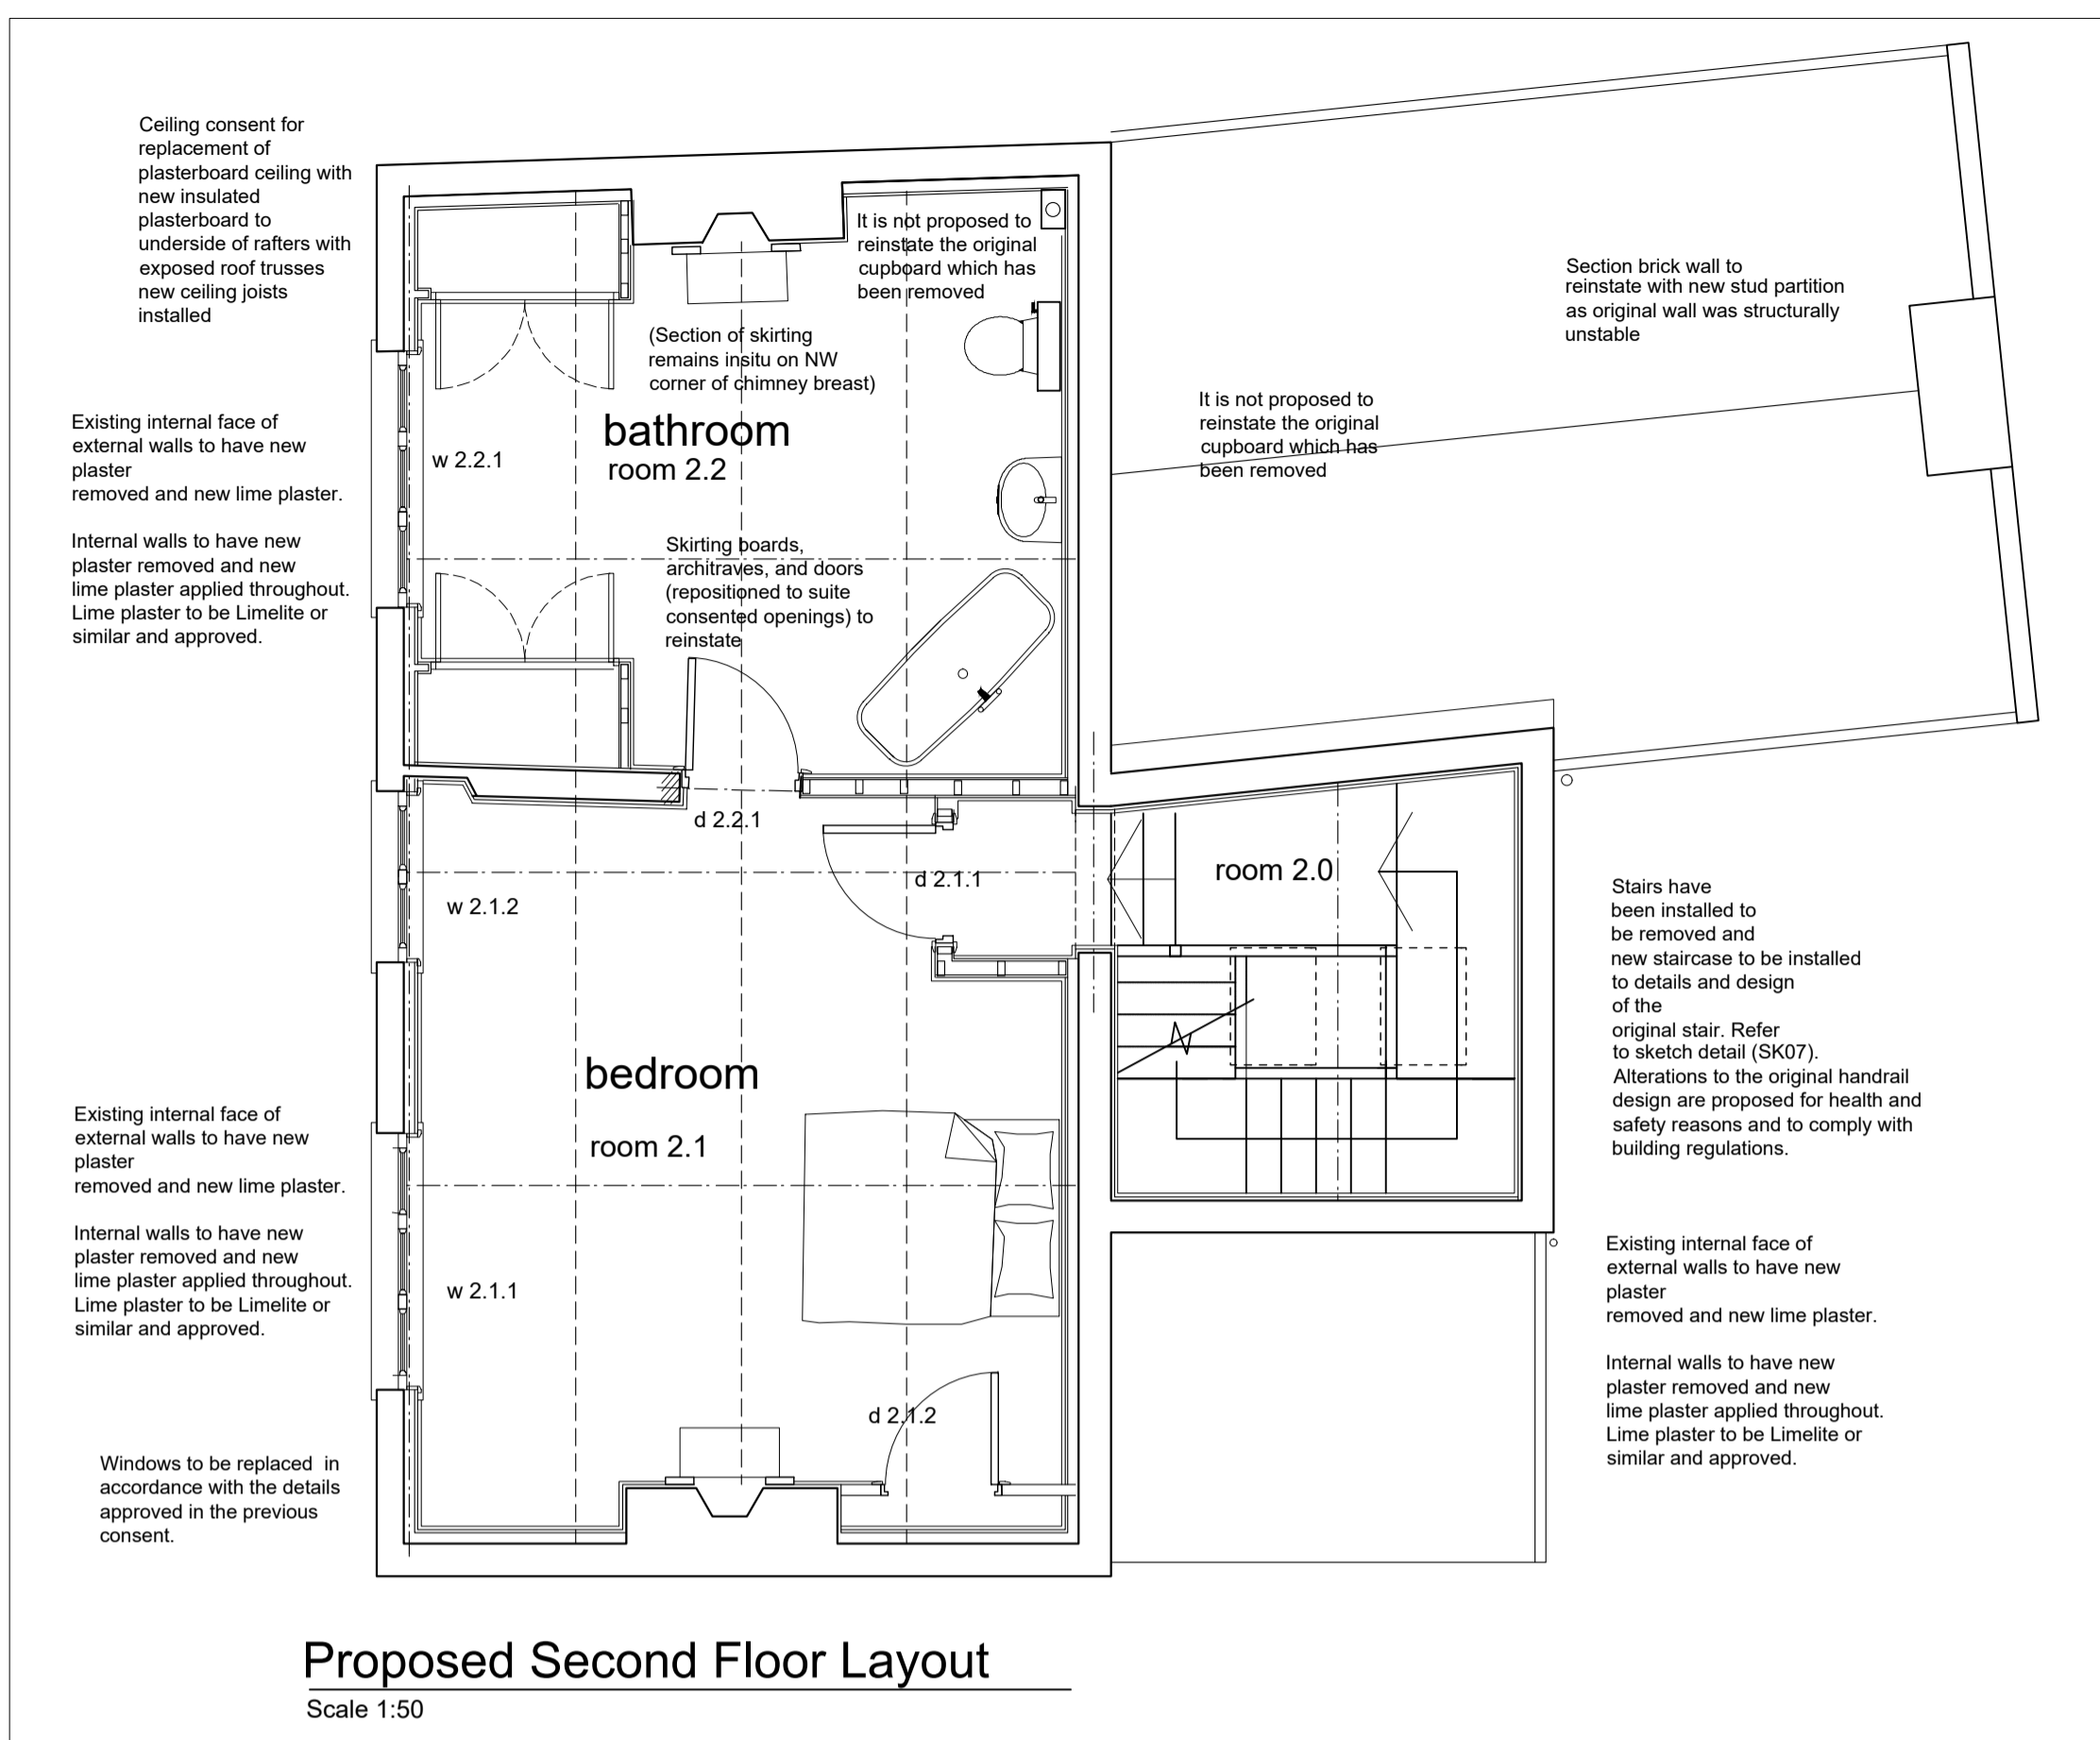 Ceiling consent for
replacement of
plasterboard ceiling with
new insulated
plasterboard to
underside of rafters with
exposed roof trusses
new ceiling joists
installed
Existing internal face of
external walls to have new
plaster
removed and new lime plaster.
Internal walls to have new
plaster removed and new
lime plaster applied throughout.
Lime plaster to be Limelite or
similar and approved.
Existing internal face of
external walls to have new
plaster
removed and new lime plaster.
Internal walls to have new
plaster removed and new
lime plaster applied throughout.
Lime plaster to be Limelite or
similar and approved.
Windows to be replaced in
accordance with the details
approved in the previous
consent.
It is not proposed to
reinstate the original
cupboard which has
been removed
(Section of skirting
remains insitu on NW
corner of chimney breast)
bathroom
room 2.2
w 2.2.1
Skirting boards,
architraves, and doors
(repositioned to suite
consented openings) to
reinstate
d 2.2.1
d 2.1.1
w 2.1.2
bedroom
room 2.1
w 2.1.1
d 2.1.2
room 2.0
It is not proposed to
reinstate the original
cupboard which has
been removed
Section brick wall to
reinstate with new stud partition
as original wall was structurally
unstable
Stairs have
been installed to
be removed and
new staircase to be installed
to details and design
of the
original stair. Refer
to sketch detail (SK07).
Alterations to the original handrail
design are proposed for health and
safety reasons and to comply with
building regulations.
Existing internal face of
external walls to have new
plaster
removed and new lime plaster.
Internal walls to have new
plaster removed and new
lime plaster applied throughout.
Lime plaster to be Limelite or
similar and approved.
Proposed Second Floor Layout
Scale 1:50